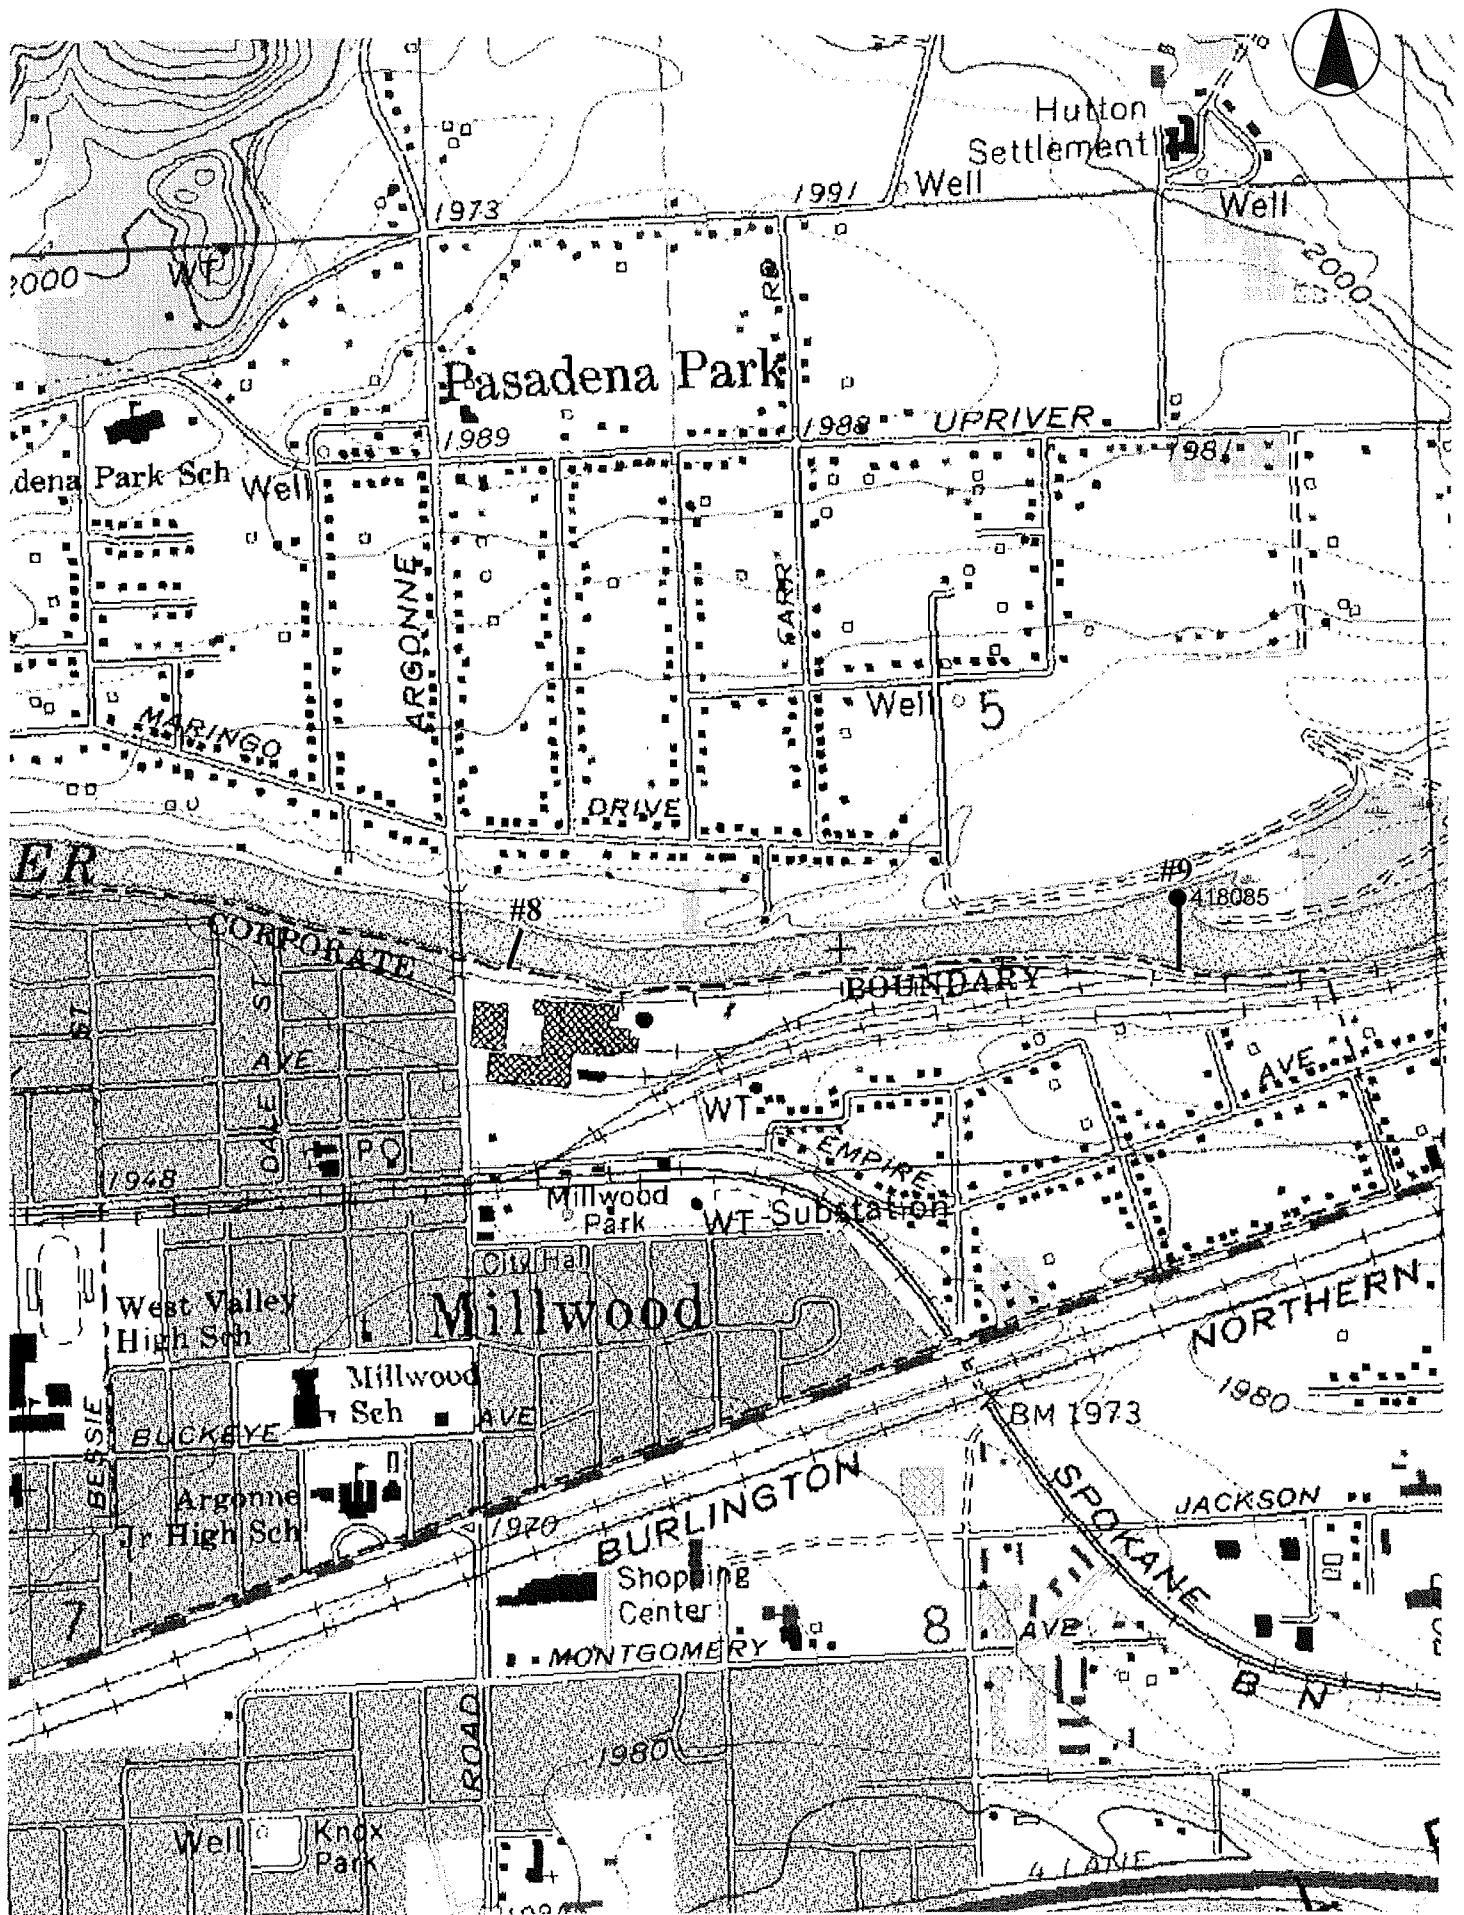 Hutton
Settlement
1991
Well
1973
Well
WT
2000
2000
RD
Pasadena Park
1989
1988
UPRIVER
1981
dena Park Sch
Well
ARGONNE
FARR
Well
5
MARINGO
DRIVE
ER
#9
418085
#8
CORPORATE
BOUNDARY
ST
ST
AVE
AVE
DALE
WT
PO
EMPIRE
1948
Millwood
Park
WT
Substation
City Hall
West Valley
High Sch
Millwood
NORTHERN
Millwood
Sch
1980
AVE
BM 1973
BUCKEYE
BESSIE
BURLINGTON
SPOKANE
JACKSON
Argonne
Jr High Sch
1970
Shopping
Center
7
8
AVE
MONTGOMERY
B N
ROAD
1980
Well
Knox
Park
4 LANE